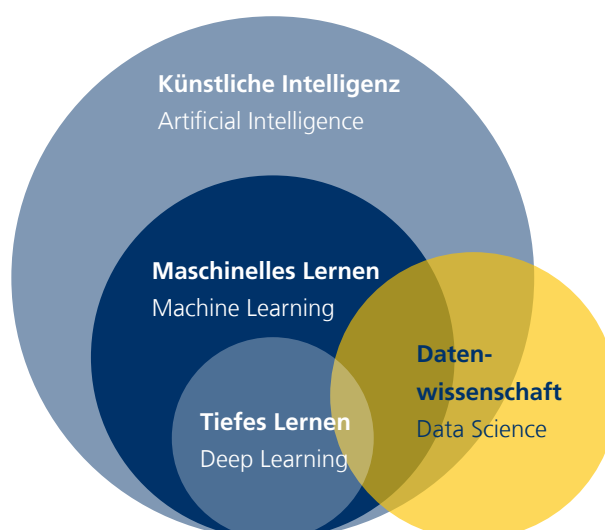 Künstliche Intelligenz
Artificial Intelligence
Maschinelles Lernen
Machine Learning
Daten-
wissenschaft
Data Science
Tiefes Lernen
Deep Learning